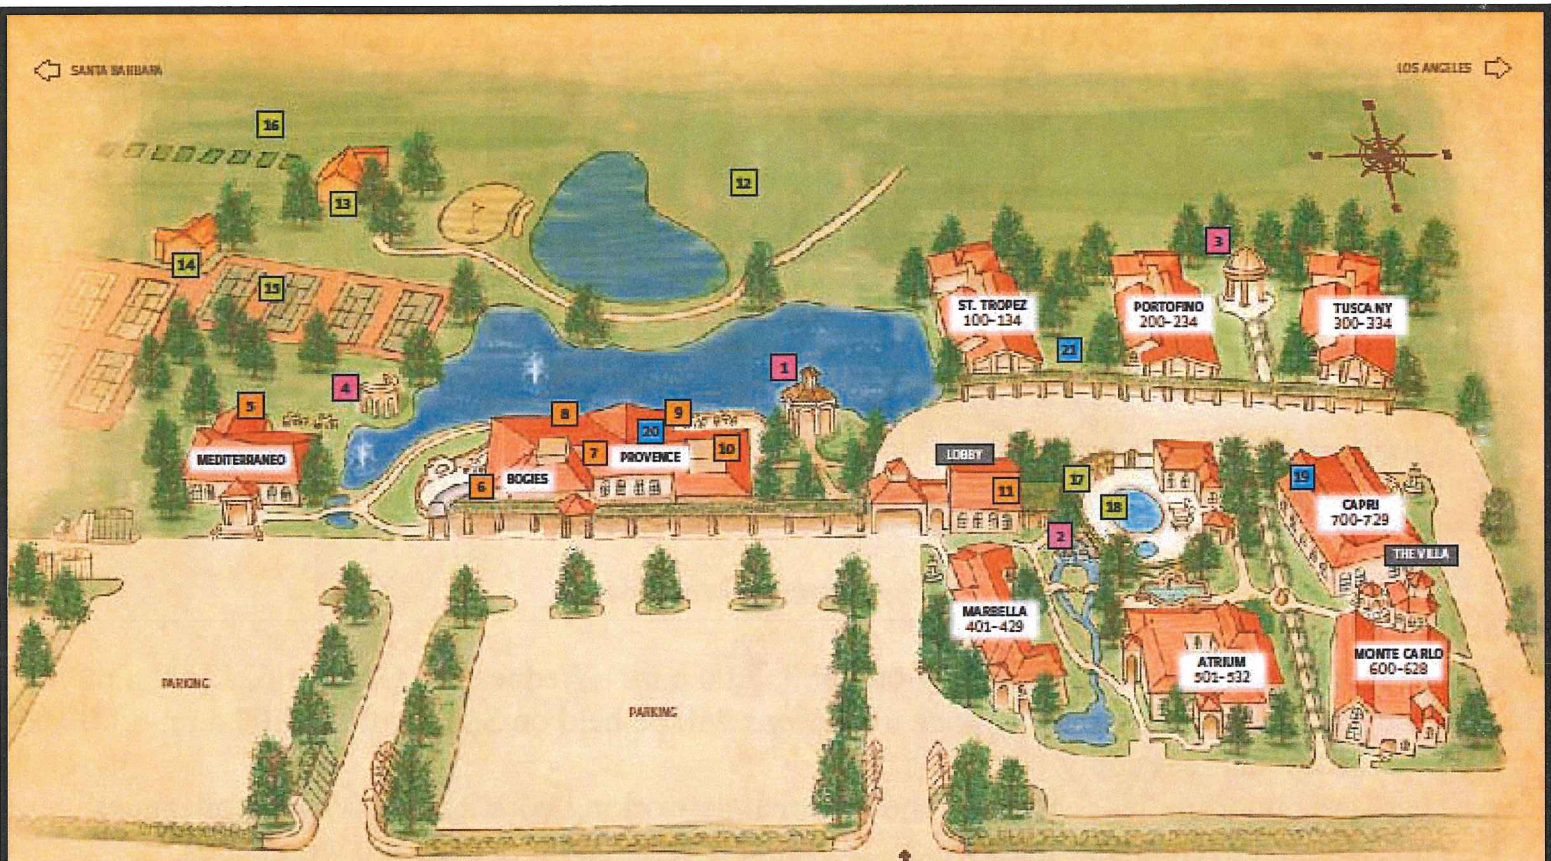 SANTA BARBARA
LOS ANGELES
16
12
13
3
14
15
ST. TROPEZ
100-134
PORTOFINO
200-234
TUSCANY
300-334
21
1
4
5
8
9
20
7
10
MEDITERRANEO
PROVENCE
BOGIES
6
LOBBY
11
17
18
19
CAPRI
700-729
2
THE VILLA
MARBELLA
401-429
ATRIUM
501-532
MONTE CARLO
600-628
PARKING
PARKING